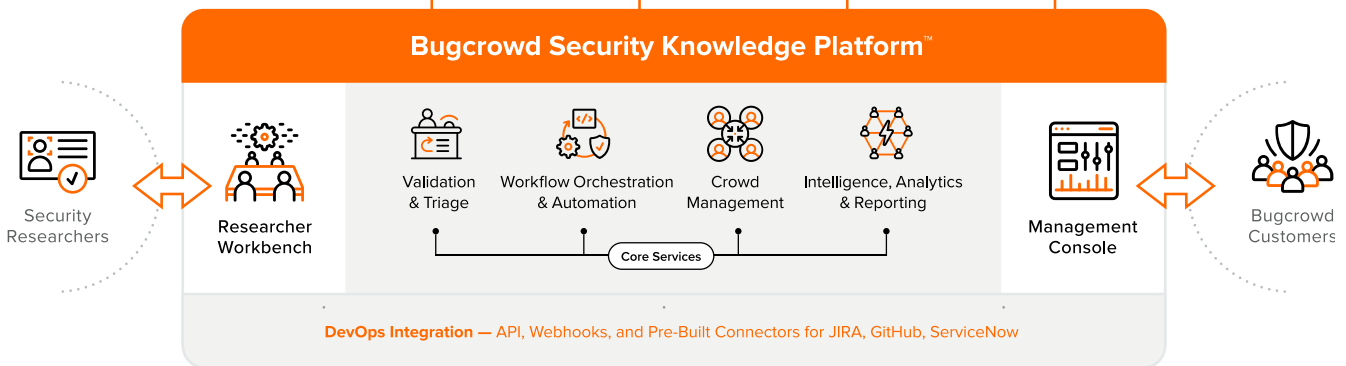 Bugcrowd Security Knowledge Platform™
Security
Researchers
Researcher
Workbench
Validation
& Triage
Workflow Orchestration
& Automation
Crowd
Management
Intelligence, Analytics
& Reporting
Core Services
Management
Console
Bugcrowd
Customers
DevOps Integration — API, Webhooks, and Pre-Built Connectors for JIRA, GitHub, ServiceNow